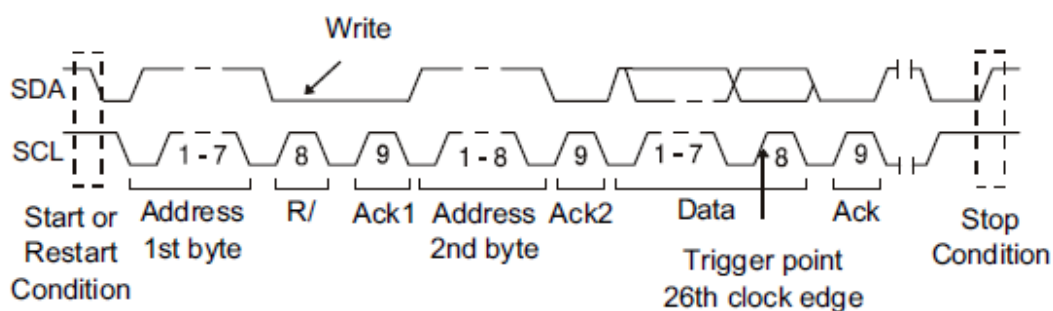 Write
SDA
SCL
1 - 7
8
9
1 - 8
9
1 - 7
8
9
Start or
Restart
Condition
Address
1st byte
R/
Ack1
Address
2nd byte
Ack2
Data
Ack
Stop
Condition
Trigger point
26th clock edge